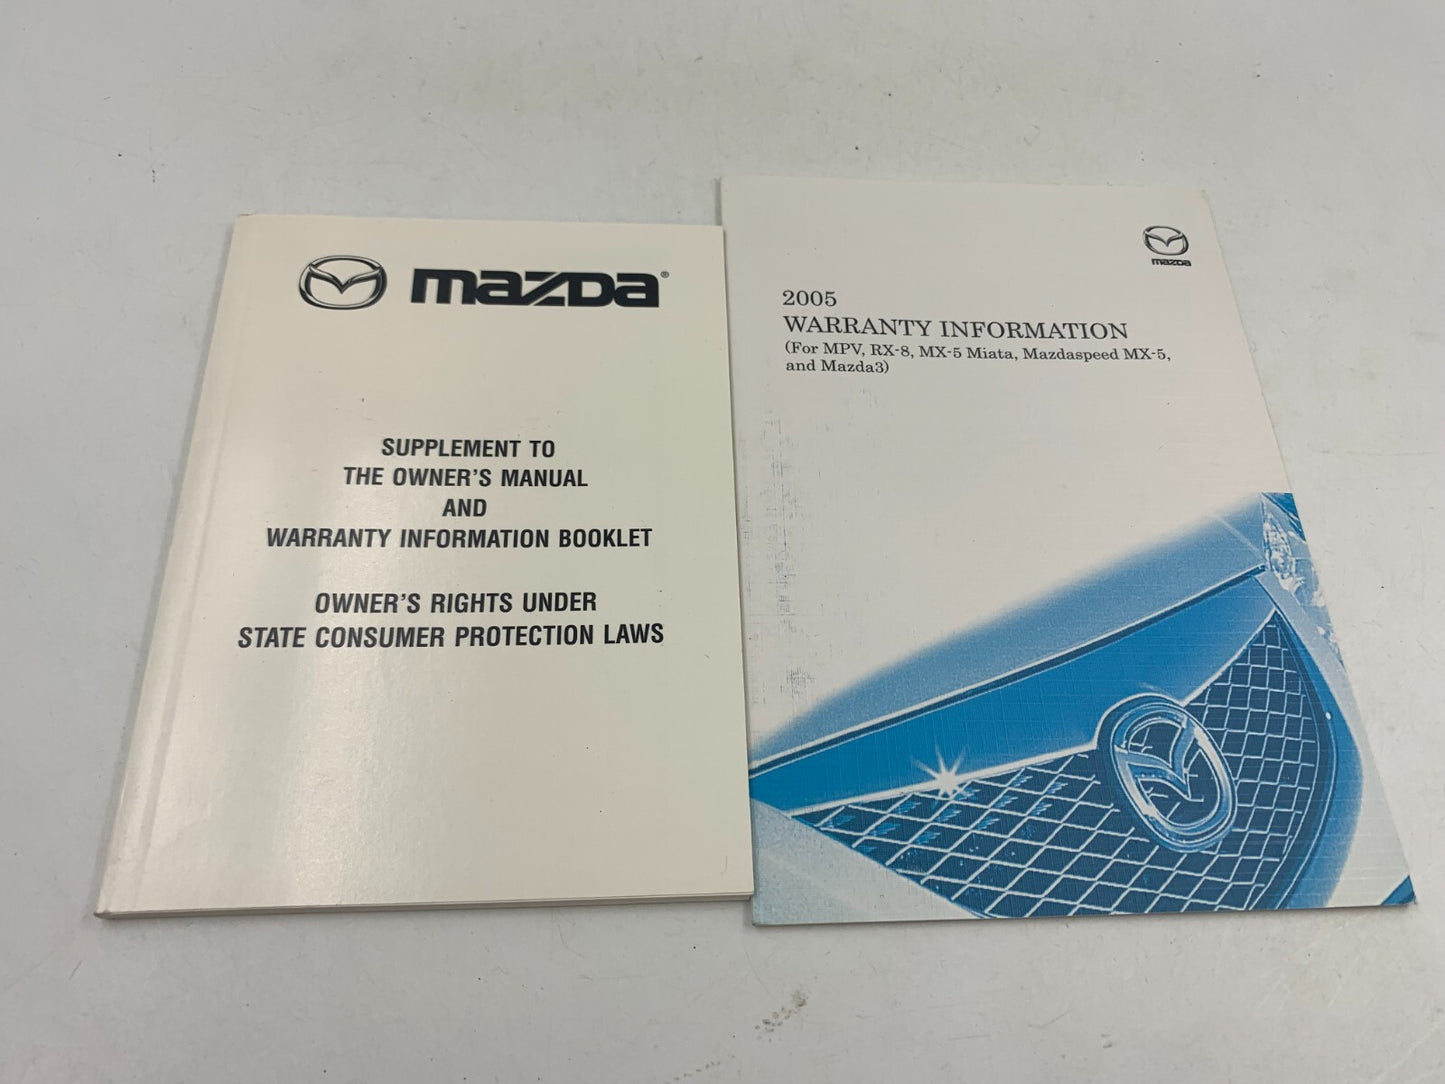 mazda®
SUPPLEMENT TO
THE OWNER'S MANUAL
AND
WARRANTY INFORMATION BOOKLET
OWNER'S RIGHTS UNDER
STATE CONSUMER PROTECTION LAWS
mazda
2005
WARRANTY INFORMATION
(For MPV, RX-8, MX-5 Miata, Mazdaspeed MX-5,
and Mazda3)